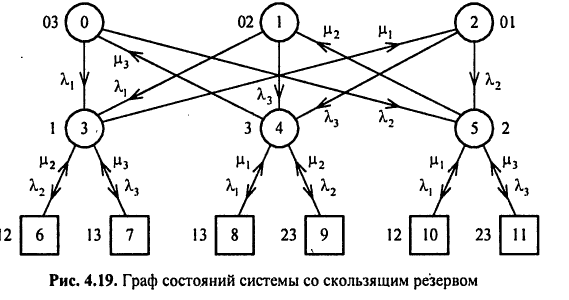 03 0 02 1 2 01
μ₂ μ₁
μ₃
λ₁ λ₁ λ₃ λ₃ λ₂ λ₂
1 3 3 4 5 2
μ₂ μ₃ μ₁ μ₂ μ₁ μ₃
λ₂ λ₃ λ₁ λ₂ λ₁ λ₃
12 6 13 7 13 8 23 9 12 10 23 11
Рис. 4.19. Граф состояний системы со скользящим резервом